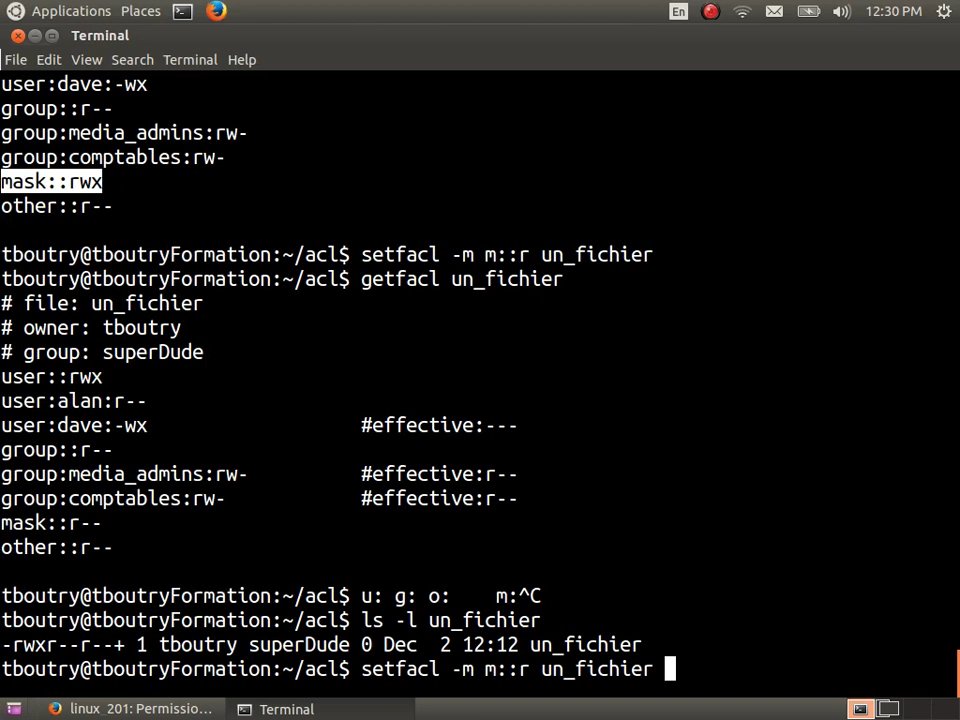 Applications Places En 12:30 PM
Terminal
File Edit View Search Terminal Help
user:dave:-wx
group::r--
group:media_admins:rw-
group:comptables:rw-
mask::rwx
other::r--
tboutry@tboutryFormation:~/acl$ setfacl -m m::r un_fichier
tboutry@tboutryFormation:~/acl$ getfacl un_fichier
# file: un_fichier
# owner: tboutry
# group: superDude
user::rwx
user:alan:r--
user:dave:-wx #effective:---
group::r--
group:media_admins:rw- #effective:r--
group:comptables:rw- #effective:r--
mask::r--
other::r--
tboutry@tboutryFormation:~/acl$ u: g: o: m:^C
tboutry@tboutryFormation:~/acl$ ls -l un_fichier
-rwxr--r--+ 1 tboutry superDude 0 Dec 2 12:12 un_fichier
tboutry@tboutryFormation:~/acl$ setfacl -m m::r un_fichier
linux_201: Permissio... Terminal